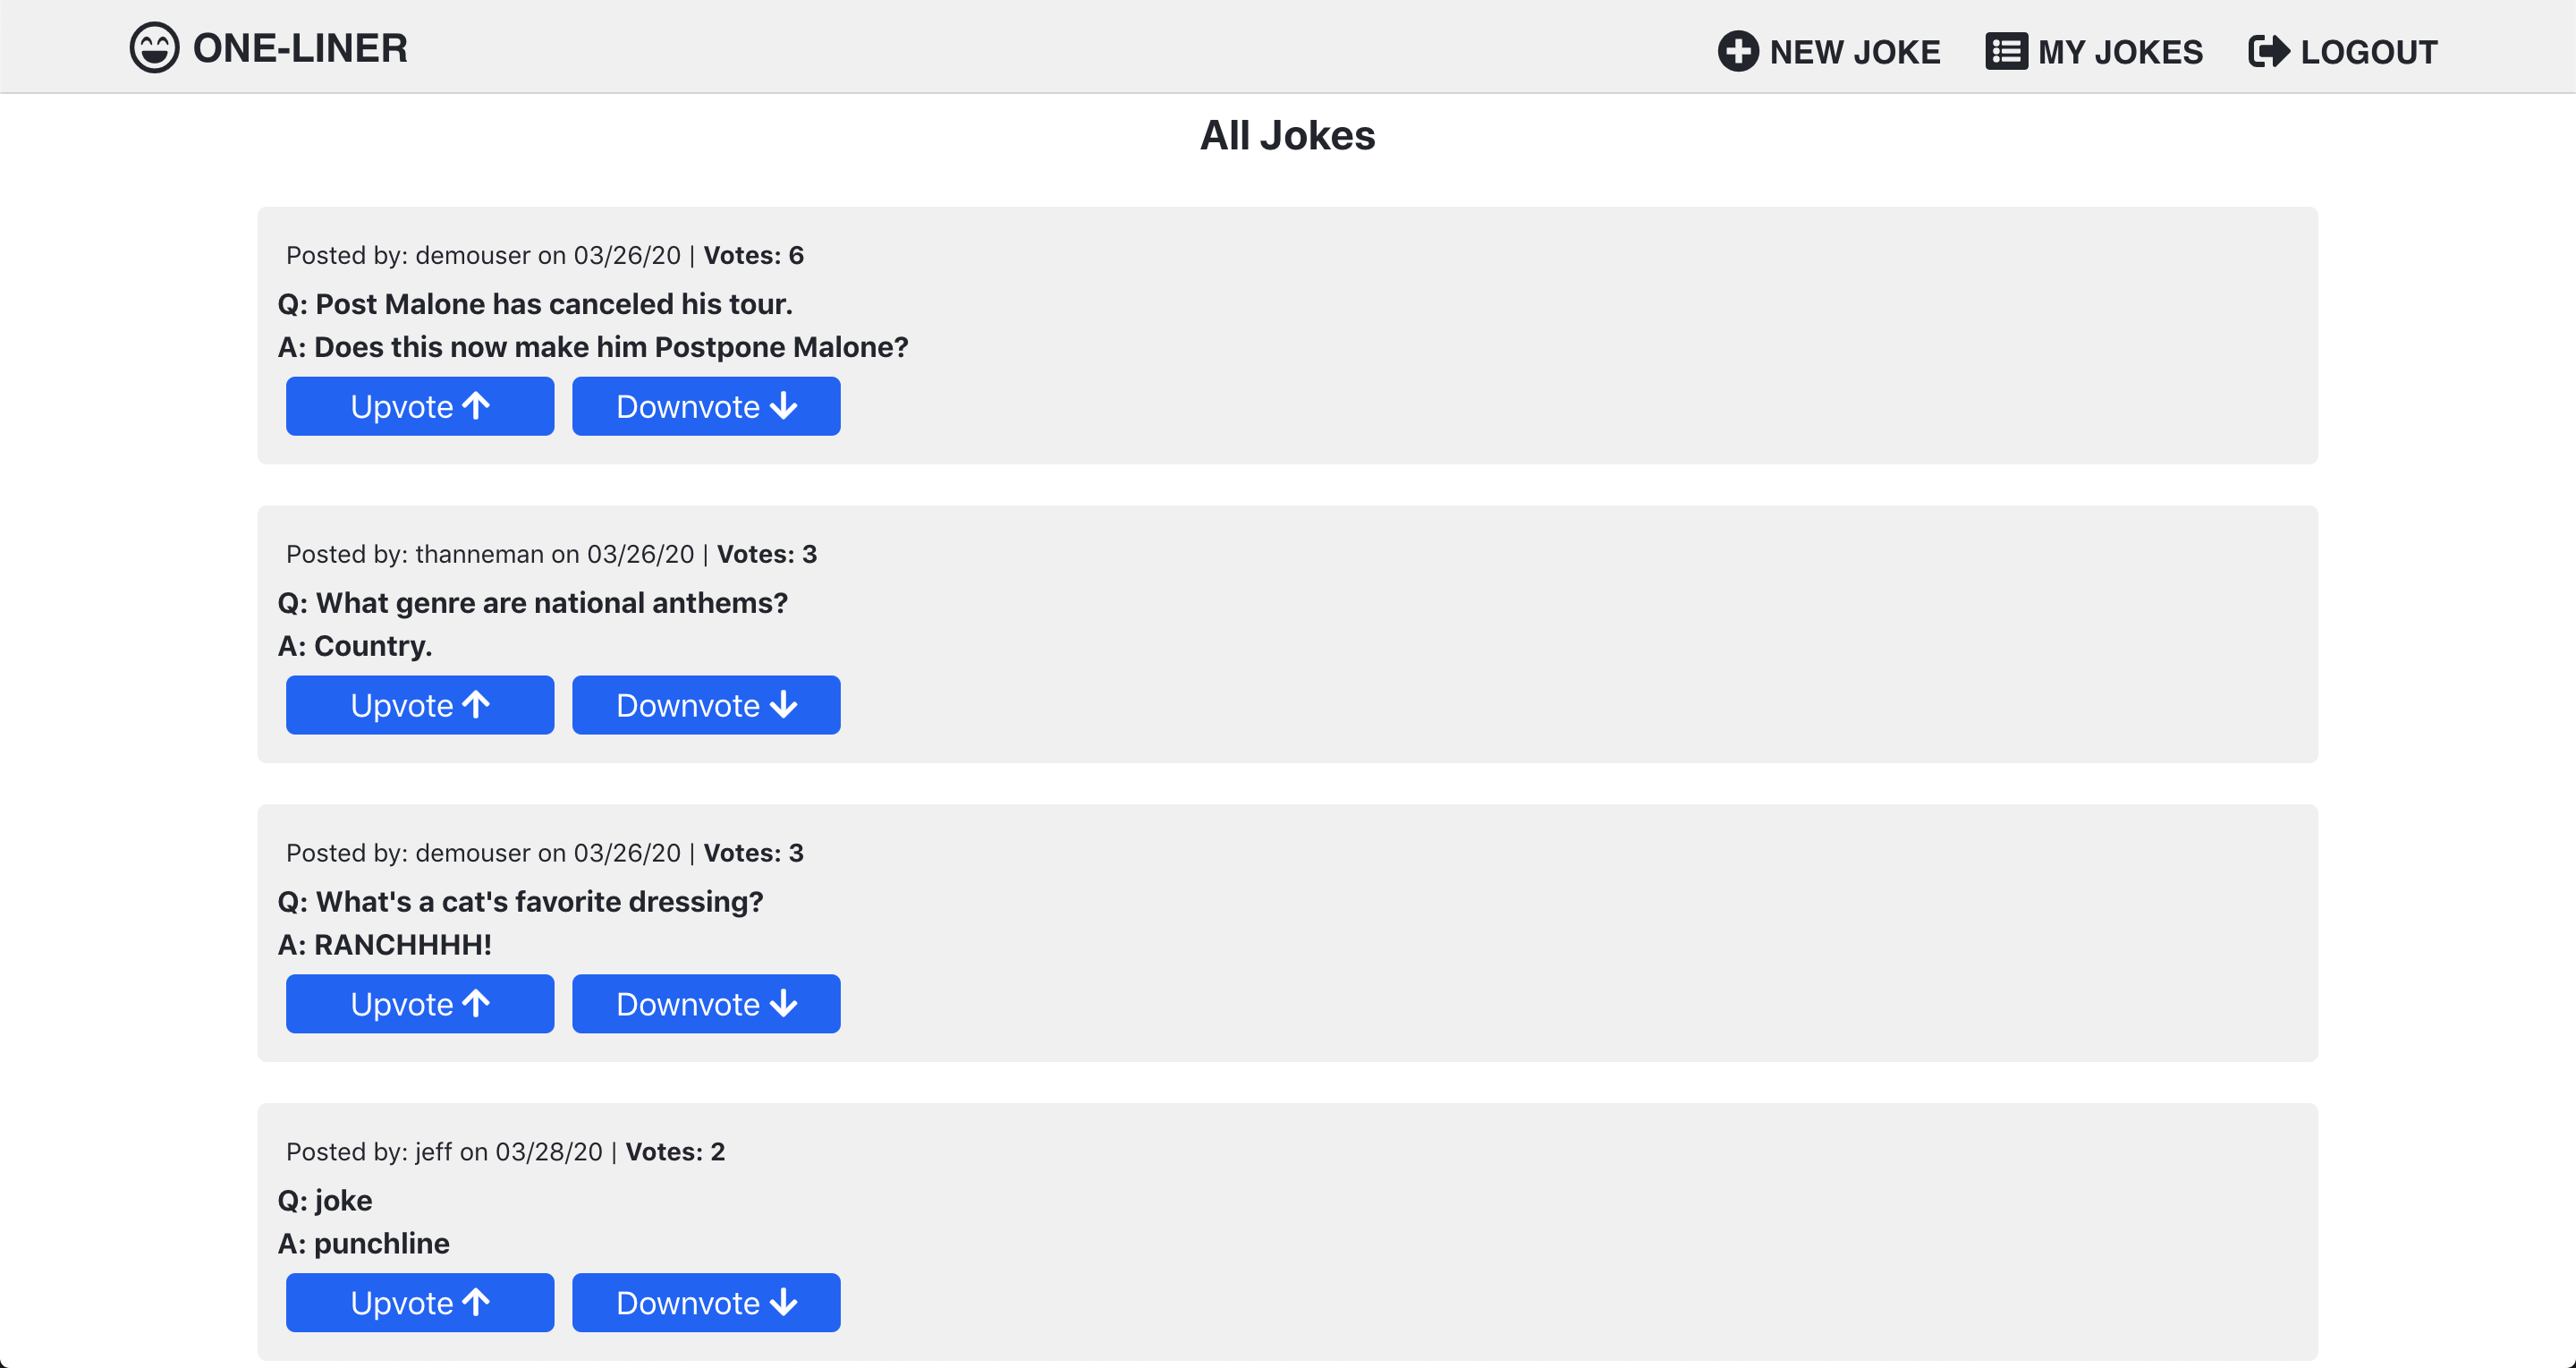 ONE-LINER
NEW JOKE
MY JOKES
LOGOUT
All Jokes
Posted by: demouser on 03/26/20 | Votes: 6
Q: Post Malone has canceled his tour.
A: Does this now make him Postpone Malone?
Upvote
Downvote
Posted by: thanneman on 03/26/20 | Votes: 3
Q: What genre are national anthems?
A: Country.
Upvote
Downvote
Posted by: demouser on 03/26/20 | Votes: 3
Q: What's a cat's favorite dressing?
A: RANCHHHH!
Upvote
Downvote
Posted by: jeff on 03/28/20 | Votes: 2
Q: joke
A: punchline
Upvote
Downvote